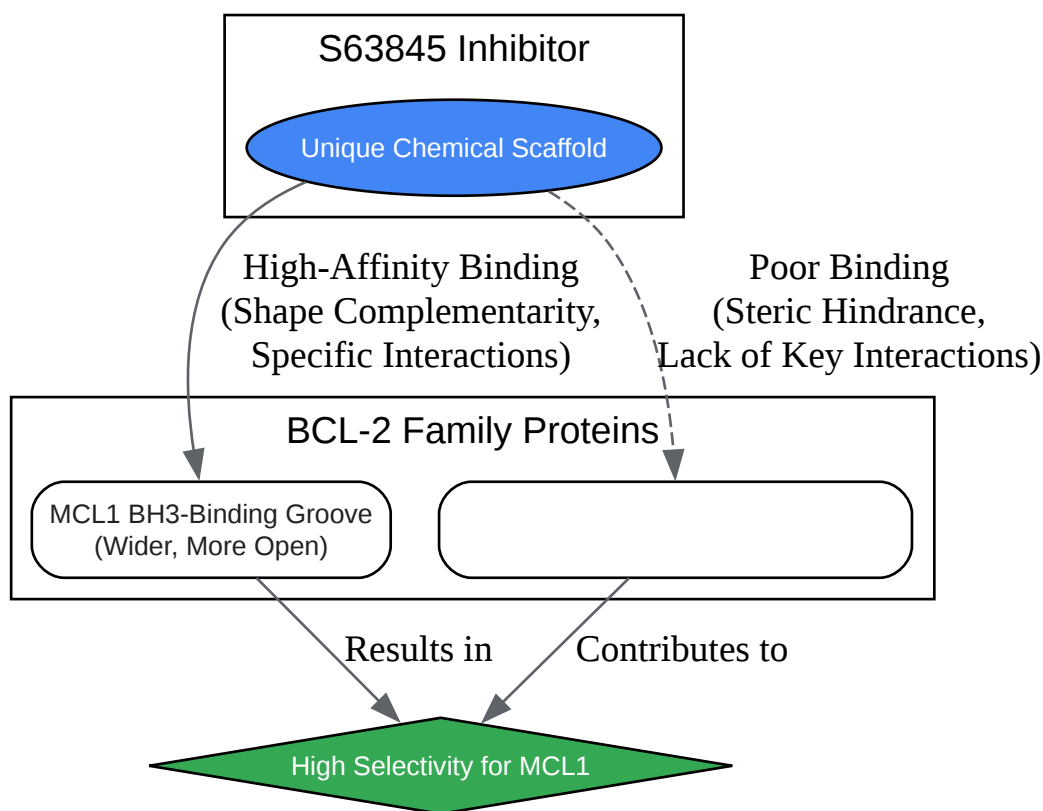 S63845 Inhibitor
Unique Chemical Scaffold
High-Affinity Binding
(Shape Complementarity,
Specific Interactions)
Poor Binding
(Steric Hindrance,
Lack of Key Interactions)
BCL-2 Family Proteins
MCL1 BH3-Binding Groove
(Wider, More Open)
Results in
Contributes to
High Selectivity for MCL1